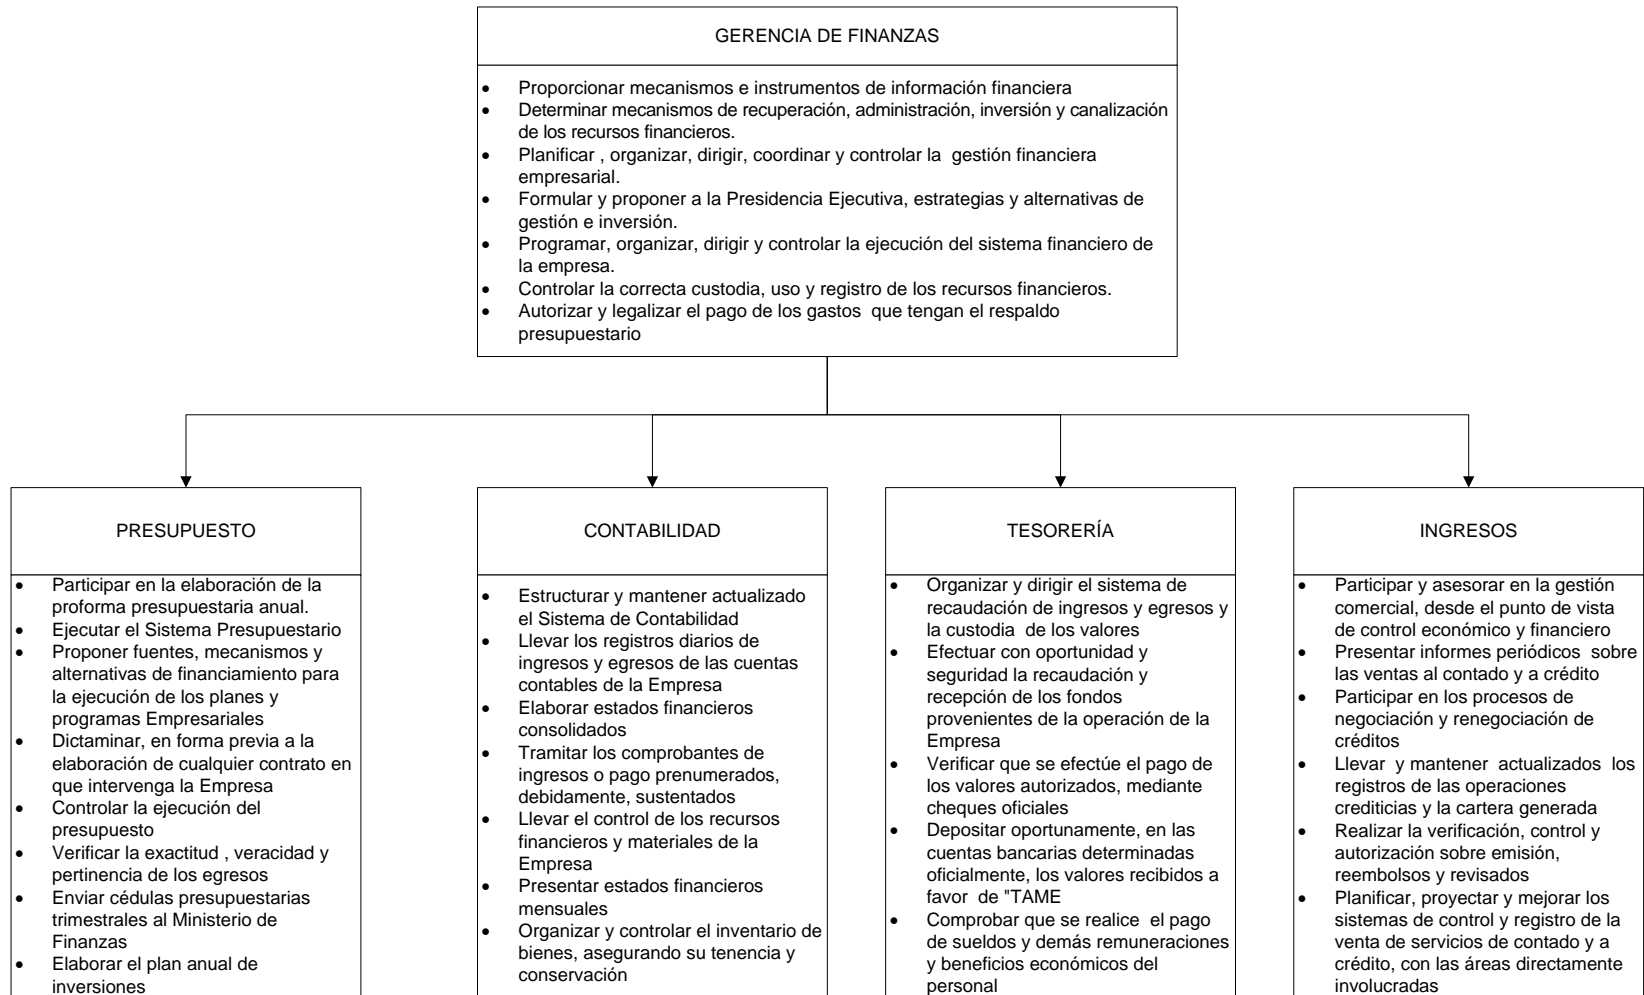 GERENCIA DE FINANZAS
• Proporcionar mecanismos e instrumentos de información financiera
• Determinar mecanismos de recuperación, administración, inversión y canalización
de los recursos financieros.
• Planificar , organizar, dirigir, coordinar y controlar la  gestión financiera
empresarial.
• Formular y proponer a la Presidencia Ejecutiva, estrategias y alternativas de
gestión e inversión.
• Programar, organizar, dirigir y controlar la ejecución del sistema financiero de
la empresa.
• Controlar la correcta custodia, uso y registro de los recursos financieros.
• Autorizar y legalizar el pago de los gastos  que tengan el respaldo
presupuestario
PRESUPUESTO
• Participar en la elaboración de la
proforma presupuestaria anual.
• Ejecutar el Sistema Presupuestario
• Proponer fuentes, mecanismos y
alternativas de financiamiento para
la ejecución de los planes y
programas Empresariales
• Dictaminar, en forma previa a la
elaboración de cualquier contrato en
que intervenga la Empresa
• Controlar la ejecución del
presupuesto
• Verificar la exactitud , veracidad y
pertinencia de los egresos
• Enviar cédulas presupuestarias
trimestrales al Ministerio de
Finanzas
• Elaborar el plan anual de
inversiones
CONTABILIDAD
• Estructurar y mantener actualizado
el Sistema de Contabilidad
• Llevar los registros diarios de
ingresos y egresos de las cuentas
contables de la Empresa
• Elaborar estados financieros
consolidados
• Tramitar los comprobantes de
ingresos o pago prenumerados,
debidamente, sustentados
• Llevar el control de los recursos
financieros y materiales de la
Empresa
• Presentar estados financieros
mensuales
• Organizar y controlar el inventario de
bienes, asegurando su tenencia y
conservación
TESORERÍA
• Organizar y dirigir el sistema de
recaudación de ingresos y egresos y
la custodia  de los valores
• Efectuar con oportunidad y
seguridad la recaudación y
recepción de los fondos
provenientes de la operación de la
Empresa
• Verificar que se efectúe el pago de
los valores autorizados, mediante
cheques oficiales
• Depositar oportunamente, en las
cuentas bancarias determinadas
oficialmente, los valores recibidos a
favor  de "TAME
• Comprobar que se realice  el pago
de sueldos y demás remuneraciones
y beneficios económicos del
personal
INGRESOS
• Participar y asesorar en la gestión
comercial, desde el punto de vista
de control económico y financiero
• Presentar informes periódicos  sobre
las ventas al contado y a crédito
• Participar en los procesos de
negociación y renegociación de
créditos
• Llevar  y mantener  actualizados  los
registros de las operaciones
crediticias y la cartera generada
• Realizar la verificación, control y
autorización sobre emisión,
reembolsos y revisados
• Planificar, proyectar y mejorar los
sistemas de control y registro de la
venta de servicios de contado y a
crédito, con las áreas directamente
involucradas